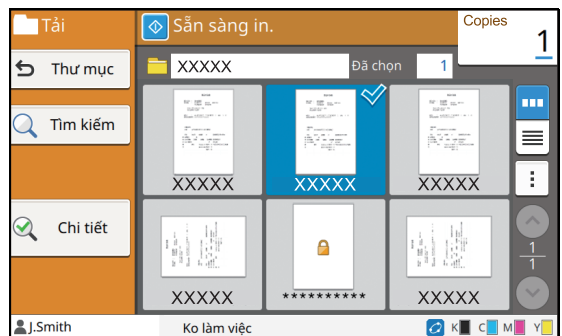 Tải
Sẵn sàng in.
Copies
1
Thư mục
XXXXX
Đã chọn
1
Tìm kiếm
XXXXX
XXXXX
XXXXX
Chi tiết
1
1
XXXXX
**********
XXXXX
J.Smith
Ko làm việc
K
C
M
Y